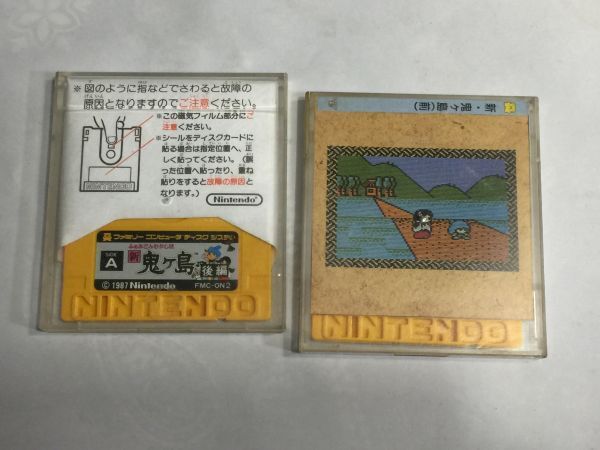 ※ 図のように指などでさわると故障の
原因となりますのでご注意ください。
※この磁気フィルム部分にご
注意ください。
※シールをディスクカードに
貼る場合は指定位置へ、正
しく貼ってください。(誤
った位置へ貼ったり、重ね
貼りをすると故障の原因と
なります。)
Nintendo
ファミリー コンピュータ ディスク システム
SIDE
A
ふぁみこんむかし話
新 鬼ヶ島 後編
© 1987 Nintendo FMC-ON2
NINTENDO
新・鬼ヶ島(前)
NINTENDO